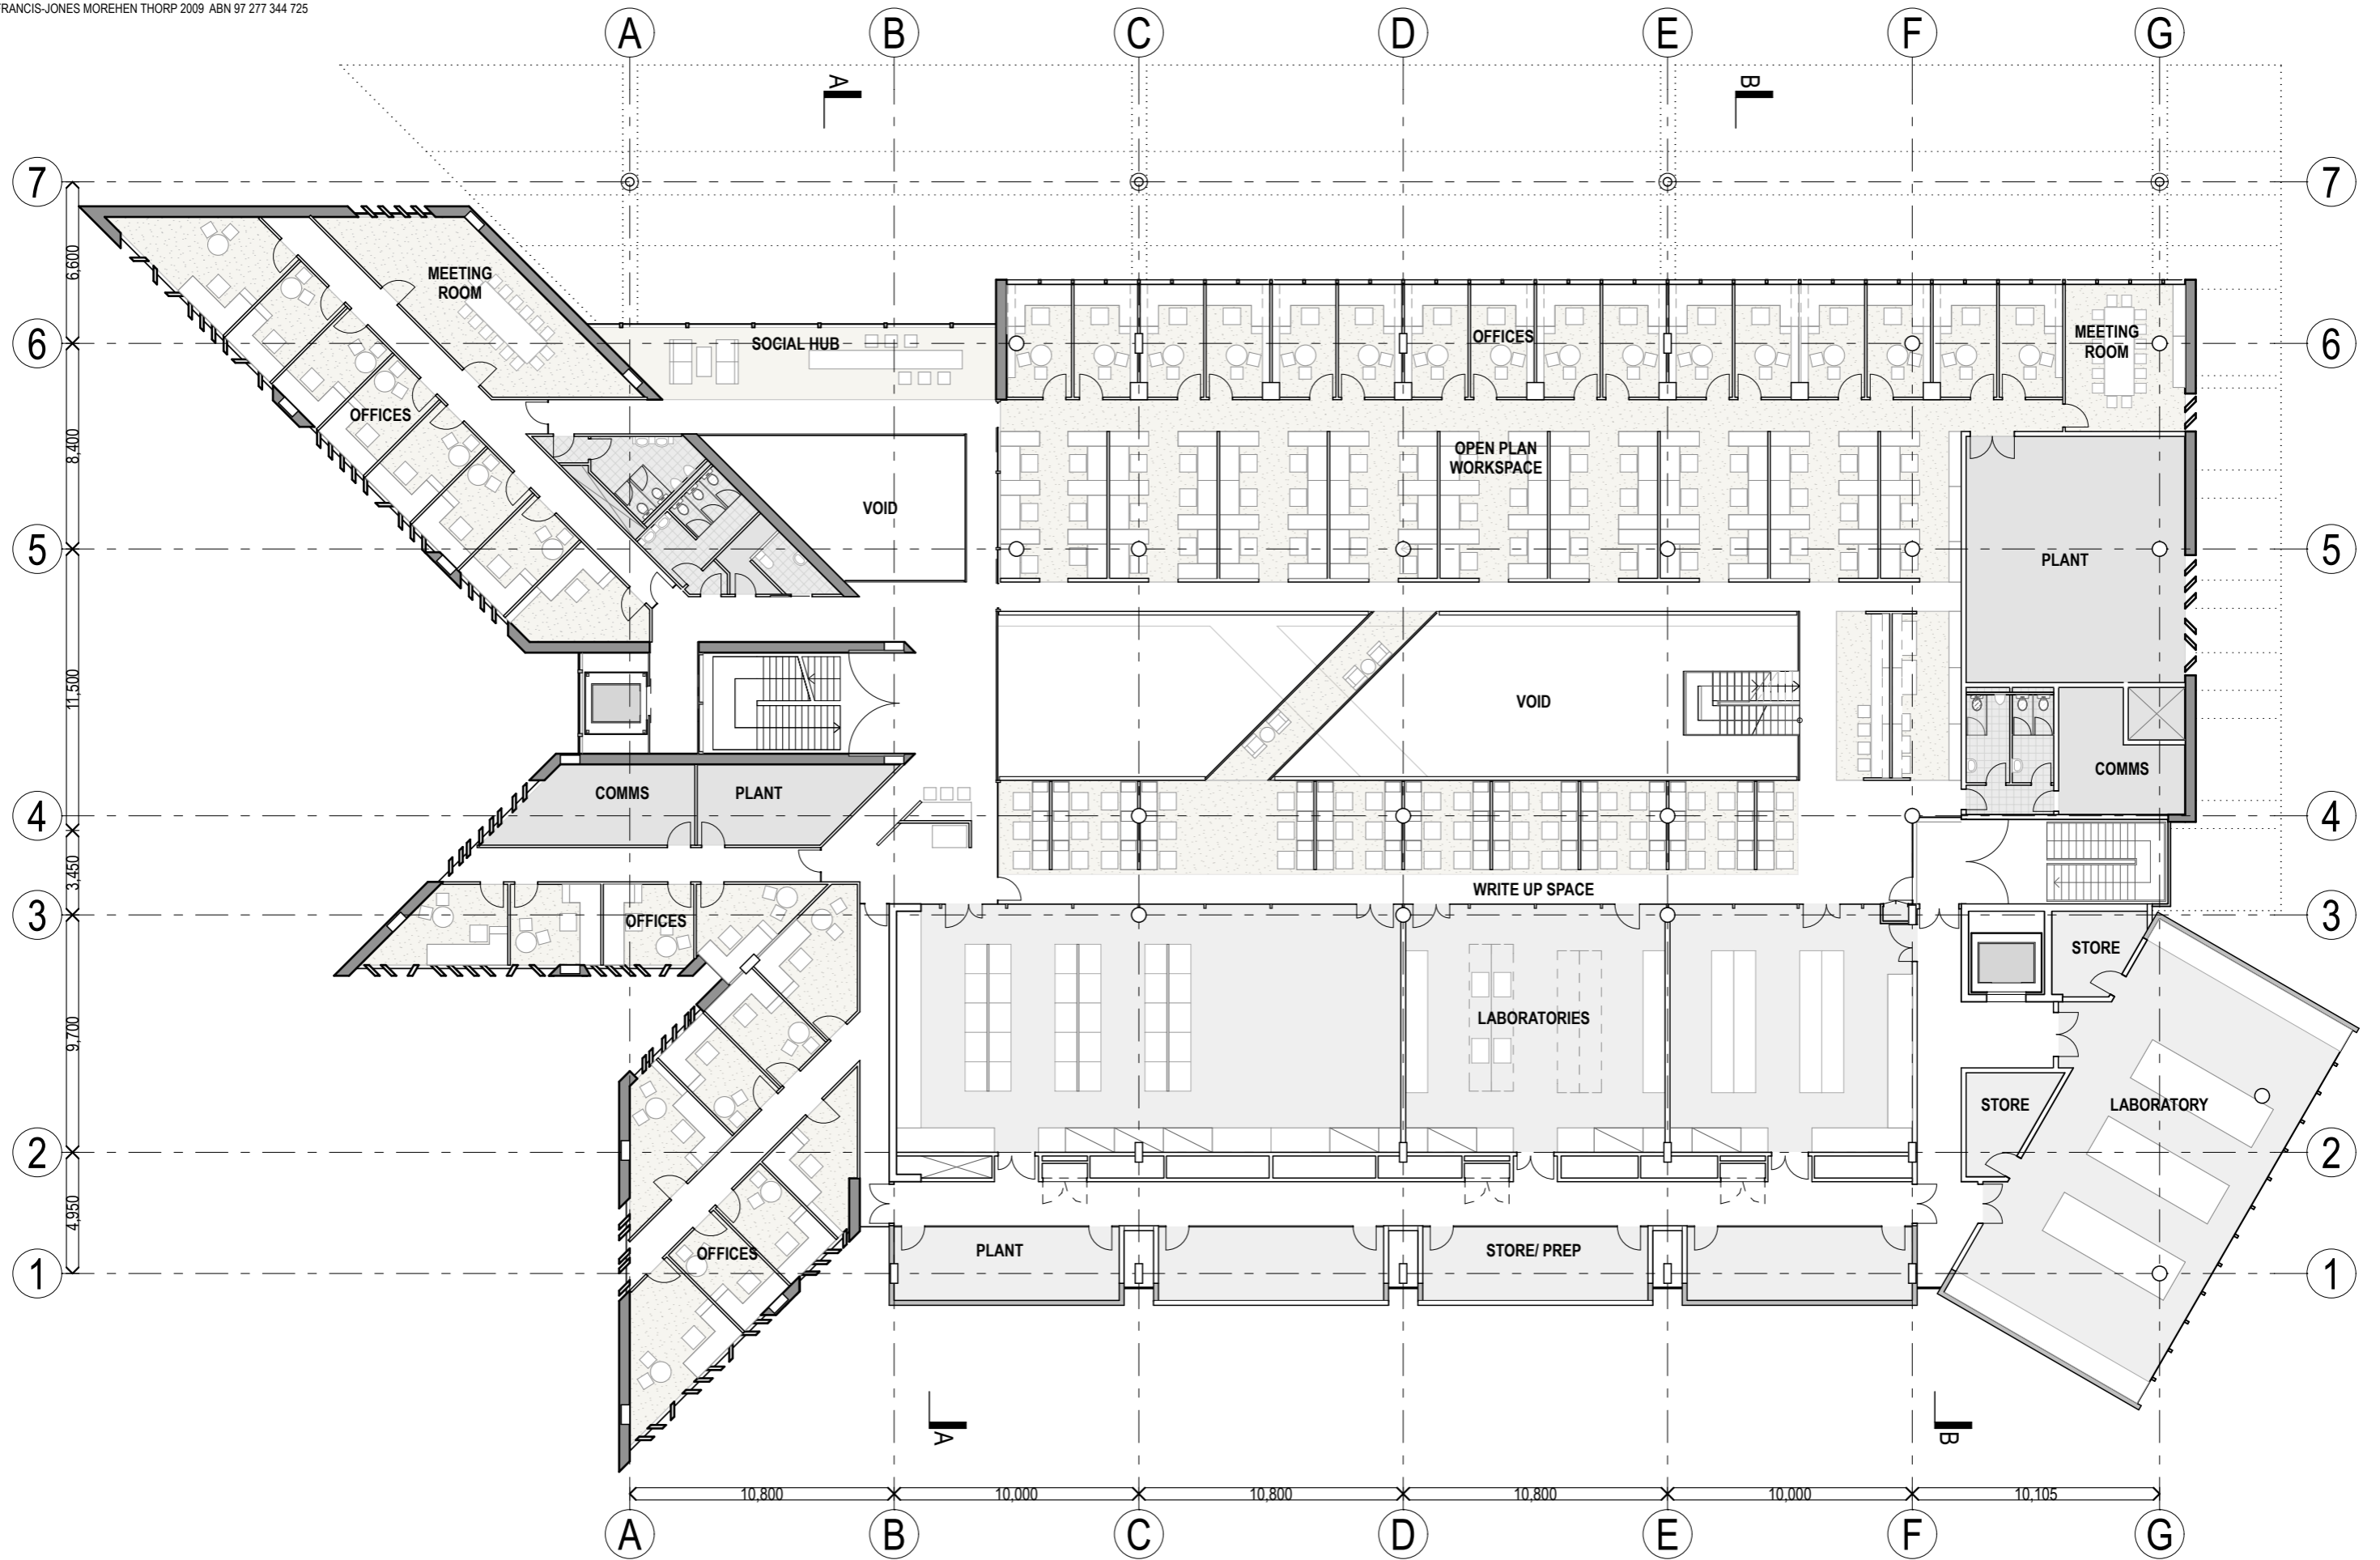 FRANCIS-JONES MOREHEN THORP 2009 ABN 97 277 344 725
A B C D E F G
A B
7 7
6,600
MEETING
ROOM
SOCIAL HUB
OFFICES
MEETING
ROOM
6 6
OFFICES
8,400
OPEN PLAN
WORKSPACE
VOID
5 5
PLANT
11,500
VOID
COMMS
COMMS PLANT
4 4
3,450
WRITE UP SPACE
3 3
OFFICES
STORE
9,700
LABORATORIES
STORE
LABORATORY
2 2
4,950
OFFICES
PLANT
STORE/ PREP
1 1
A B
10,800 10,000 10,800 10,800 10,000 10,105
A B C D E F G